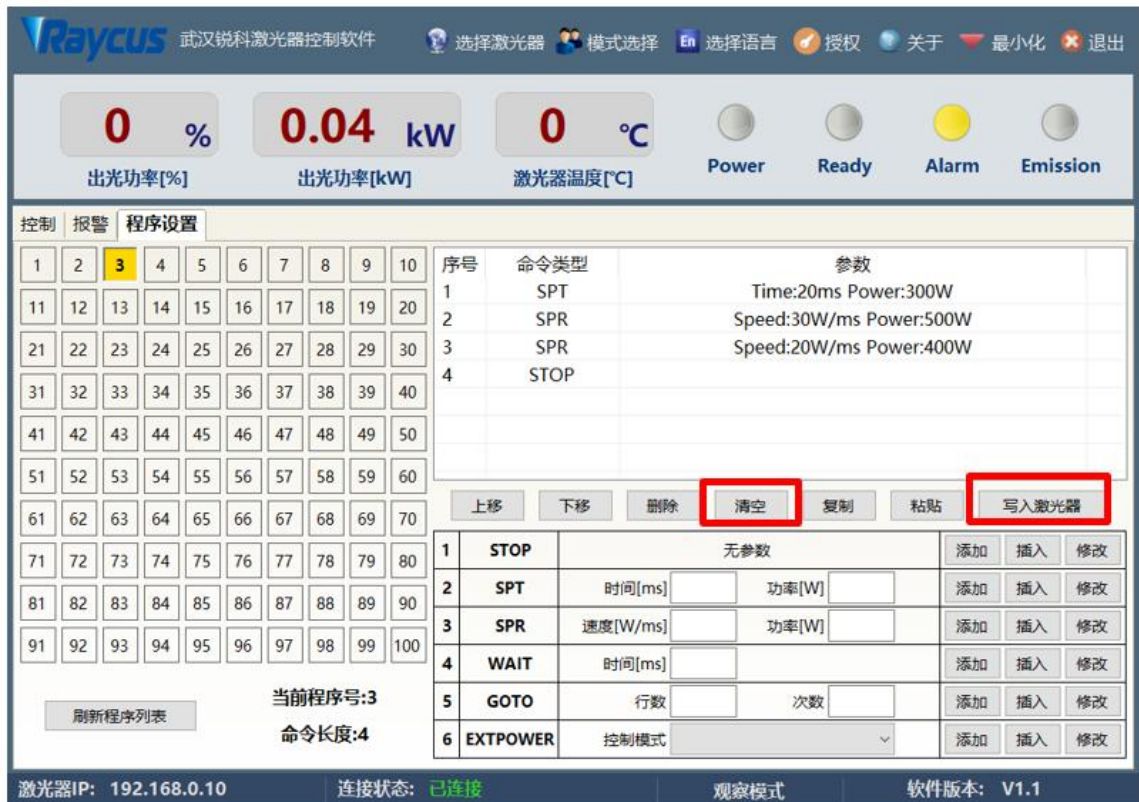 Raycus 武汉锐科激光器控制软件 选择激光器 模式选择 En 选择语言 授权 关于 最小化 退出
0 % 0.04 kW 0 ℃
出光功率[%] 出光功率[kW] 激光器温度[℃] Power Ready Alarm Emission
控制 报警 程序设置
1 2 3 4 5 6 7 8 9 10
11 12 13 14 15 16 17 18 19 20
21 22 23 24 25 26 27 28 29 30
31 32 33 34 35 36 37 38 39 40
41 42 43 44 45 46 47 48 49 50
51 52 53 54 55 56 57 58 59 60
61 62 63 64 65 66 67 68 69 70
71 72 73 74 75 76 77 78 79 80
81 82 83 84 85 86 87 88 89 90
91 92 93 94 95 96 97 98 99 100
刷新程序列表
当前程序号:3
命令长度:4
序号 命令类型 参数
1 SPT Time:20ms Power:300W
2 SPR Speed:30W/ms Power:500W
3 SPR Speed:20W/ms Power:400W
4 STOP
上移 下移 删除 清空 复制 粘贴 写入激光器
1 STOP 无参数 添加 插入 修改
2 SPT 时间[ms] 功率[W] 添加 插入 修改
3 SPR 速度[W/ms] 功率[W] 添加 插入 修改
4 WAIT 时间[ms] 添加 插入 修改
5 GOTO 行数 次数 添加 插入 修改
6 EXTPOWER 控制模式 添加 插入 修改
激光器IP: 192.168.0.10 连接状态: 已连接 观察模式 软件版本: V1.1